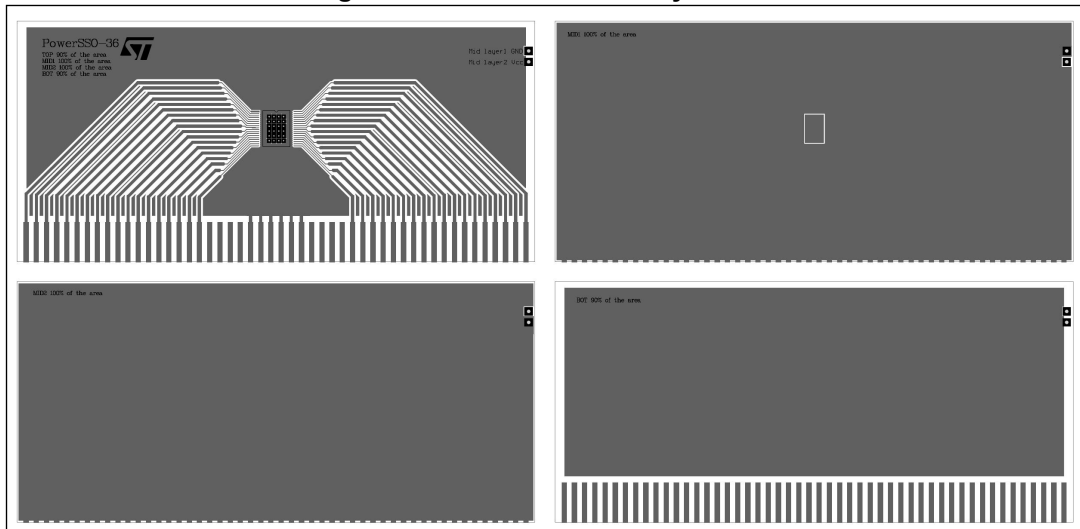 PowerSSO-36
TOP 90% of the area
MID1 100% of the area
MID2 100% of the area
BOT 90% of the area
Mid layer1 GND
Mid layer2 Vcc
MID1 100% of the area
MID2 100% of the area
BOT 90% of the area